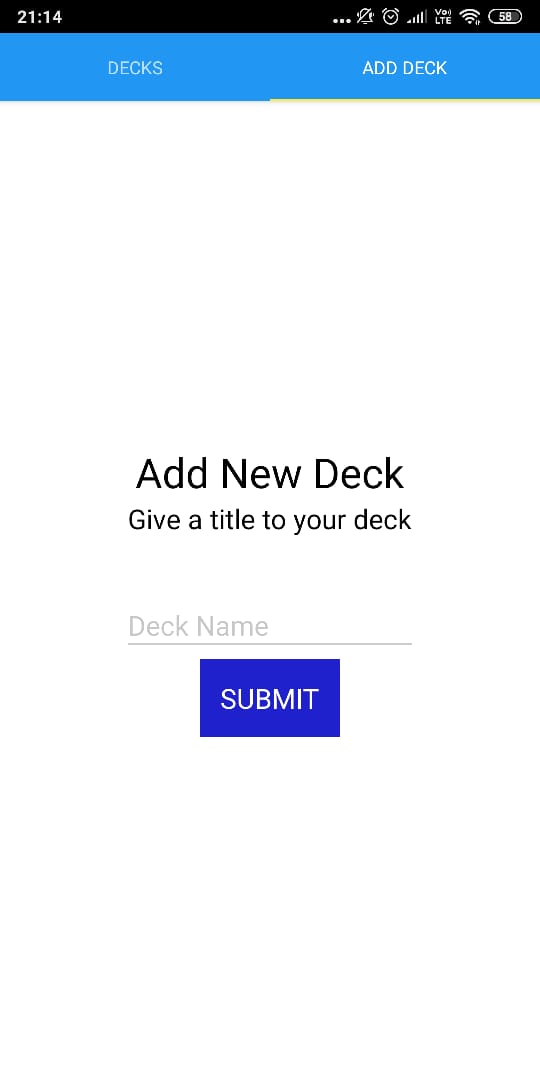 21:14
... Vo) LTE 58
DECKS
ADD DECK
Add New Deck
Give a title to your deck
Deck Name
SUBMIT